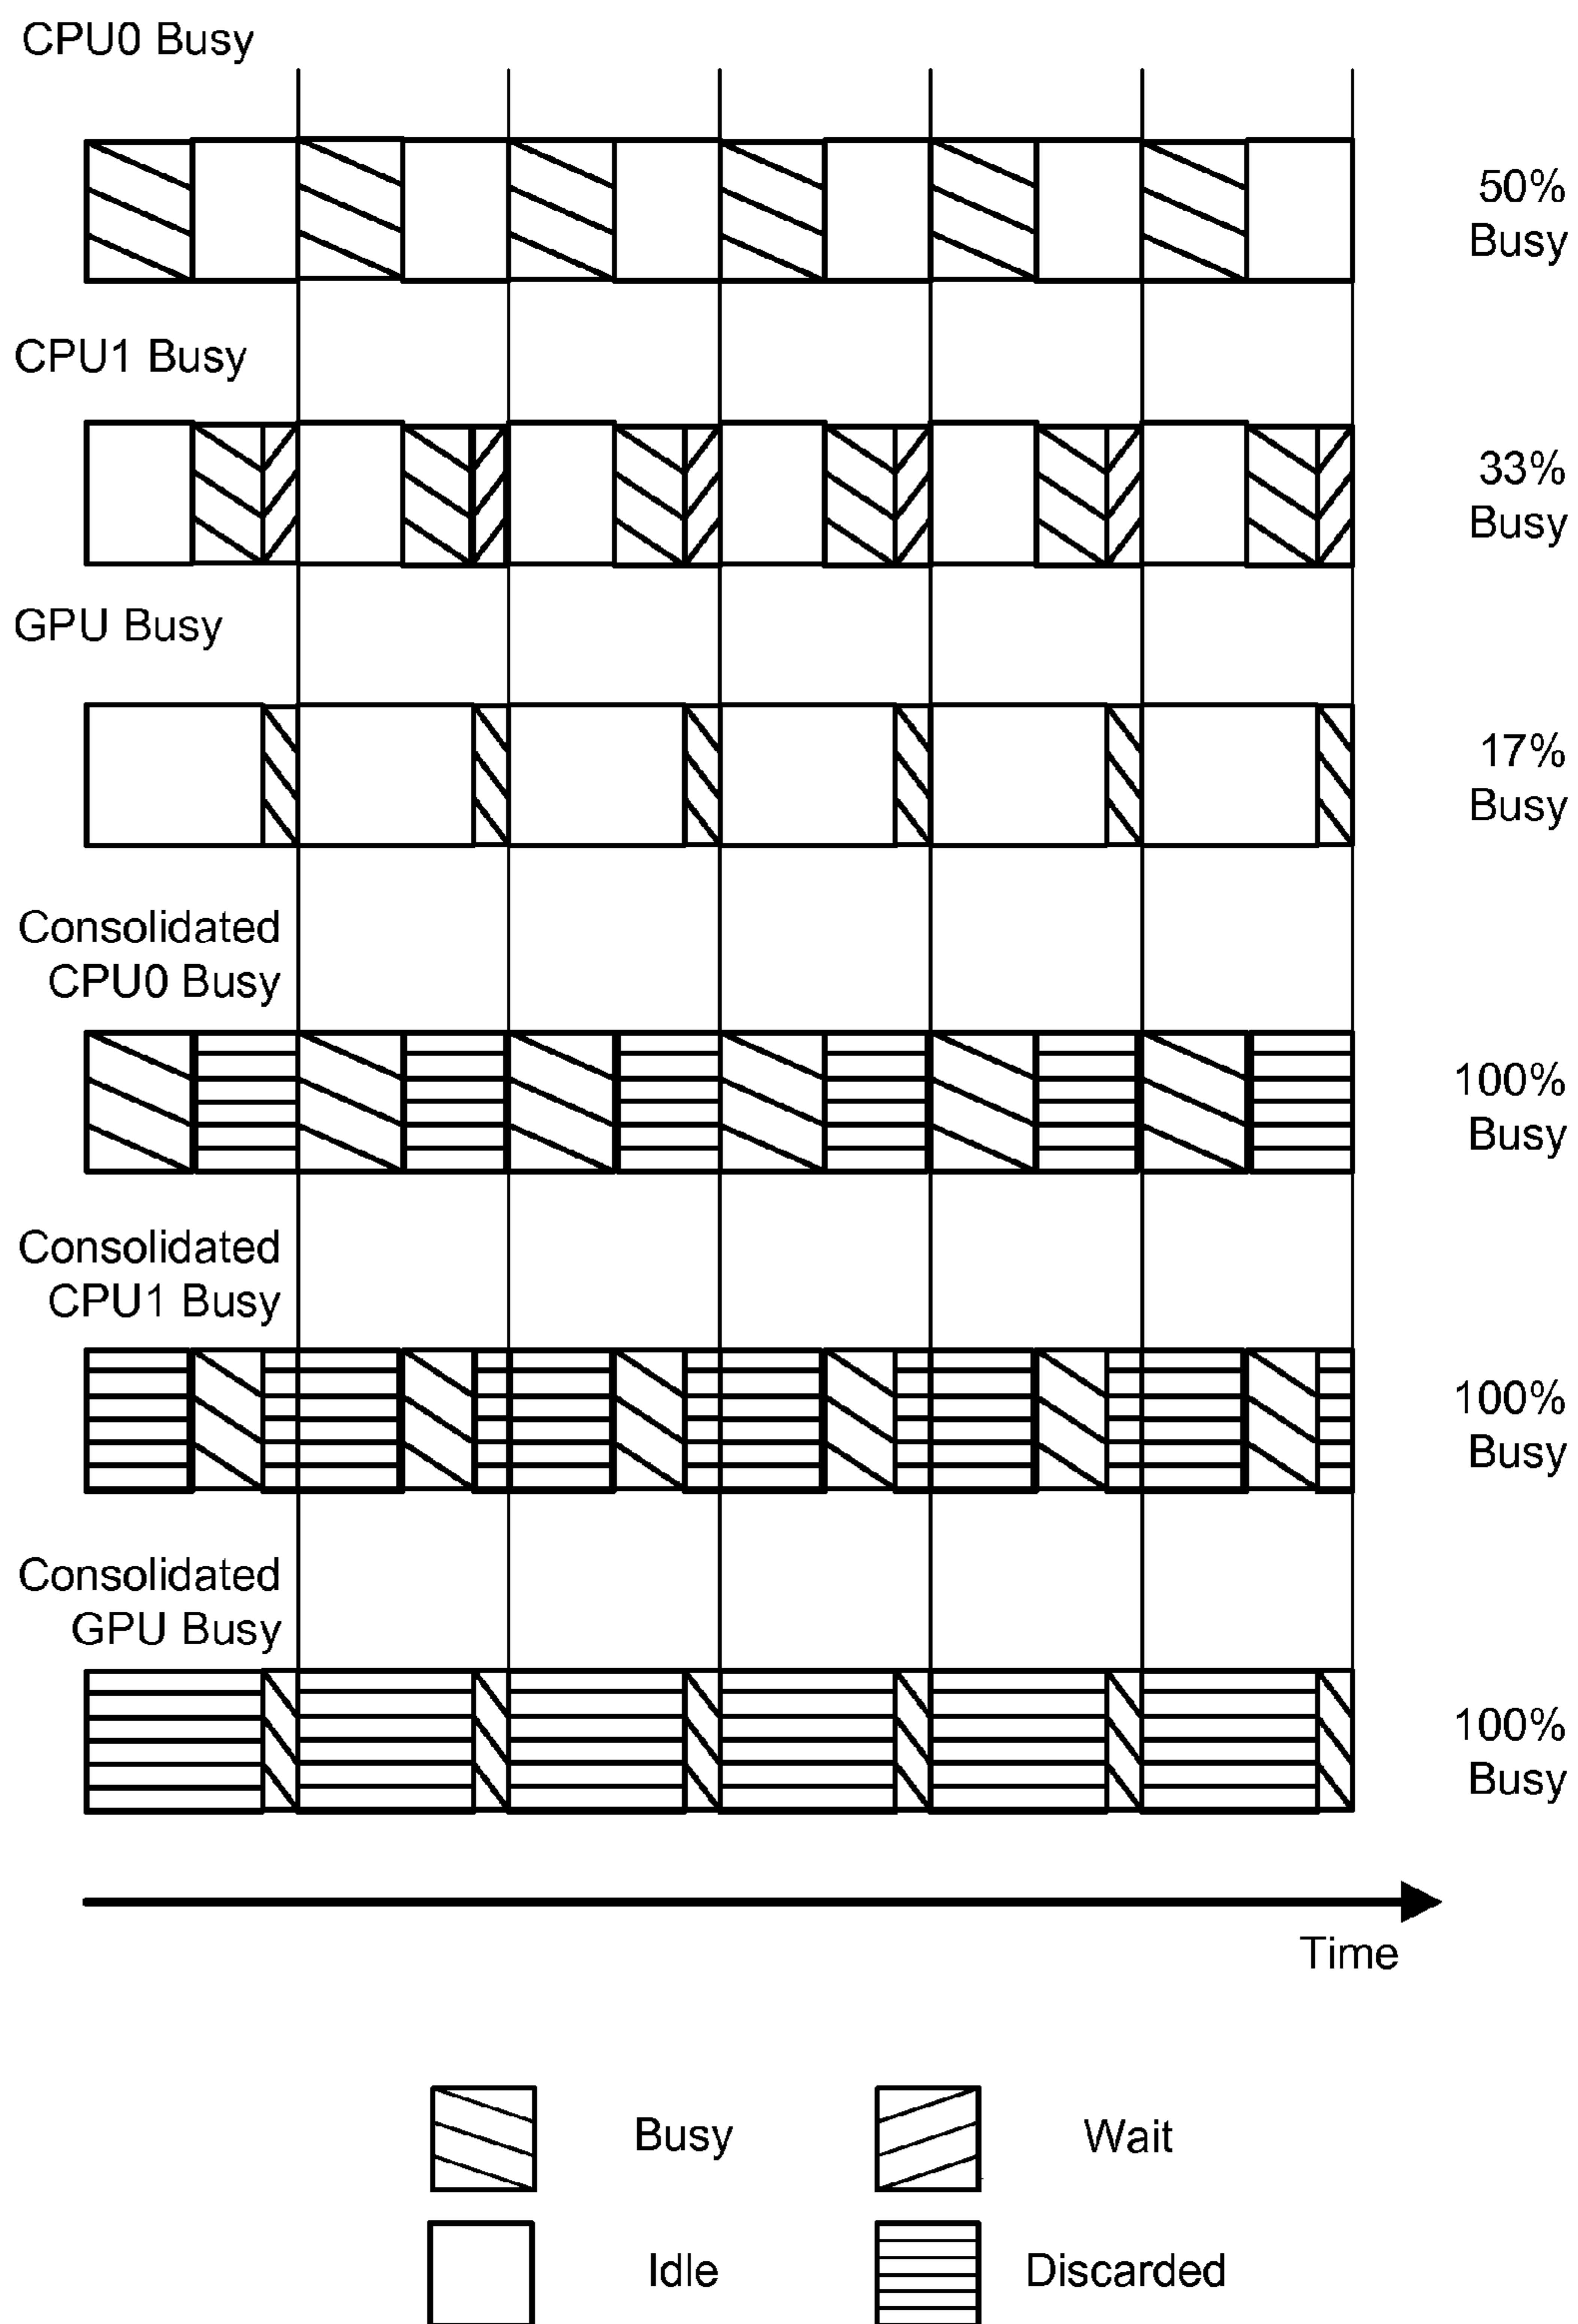 CPU0 Busy
50%
Busy
CPU1 Busy
33%
Busy
GPU Busy
17%
Busy
Consolidated
CPU0 Busy
100%
Busy
Consolidated
CPU1 Busy
100%
Busy
Consolidated
GPU Busy
100%
Busy
Time
Busy
Wait
Idle
Discarded